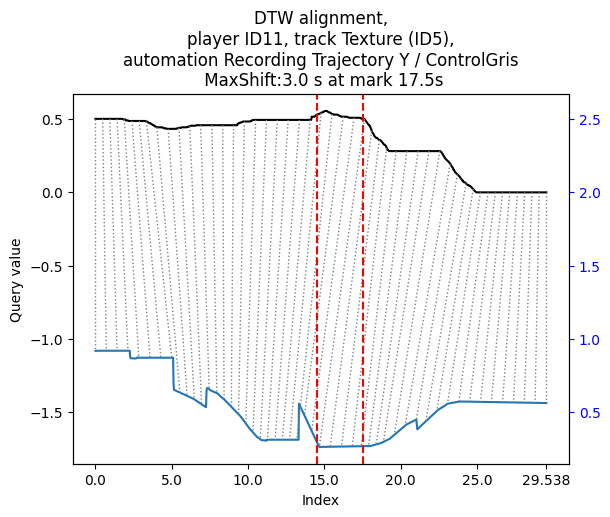 DTW alignment,
player ID11, track Texture (ID5),
automation Recording Trajectory Y / ControlGris
MaxShift:3.0 s at mark 17.5s
Query value
0.5
0.0
−0.5
−1.0
−1.5
2.5
2.0
1.5
1.0
0.5
0.0 5.0 10.0 15.0 20.0 25.0 29.538
Index